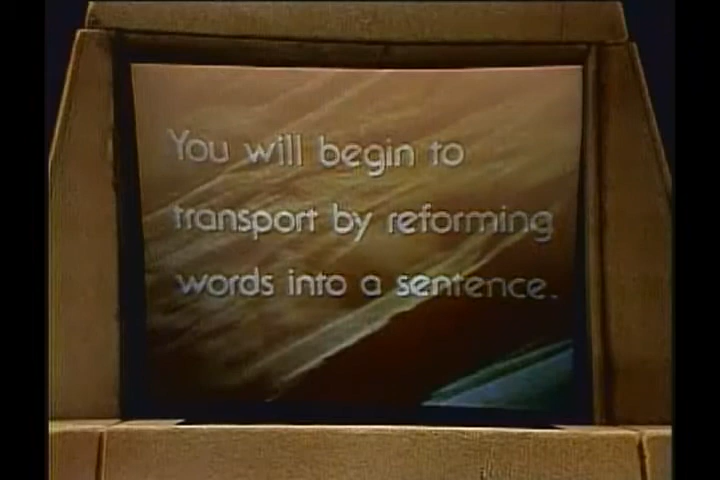 You will begin to
transport by reforming
words into a sentence.